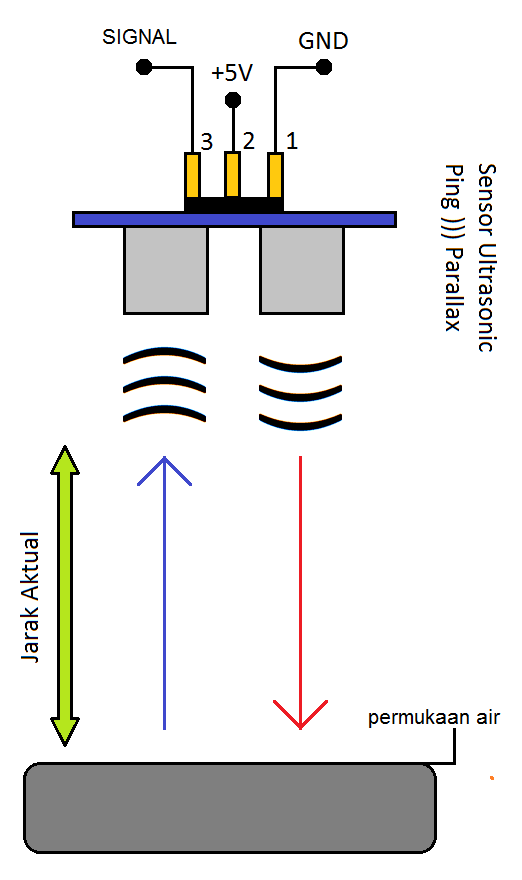 SIGNAL
GND
+5V
3
2
1
Sensor Ultrasonic
Ping ))) Parallax
Jarak Aktual
permukaan air